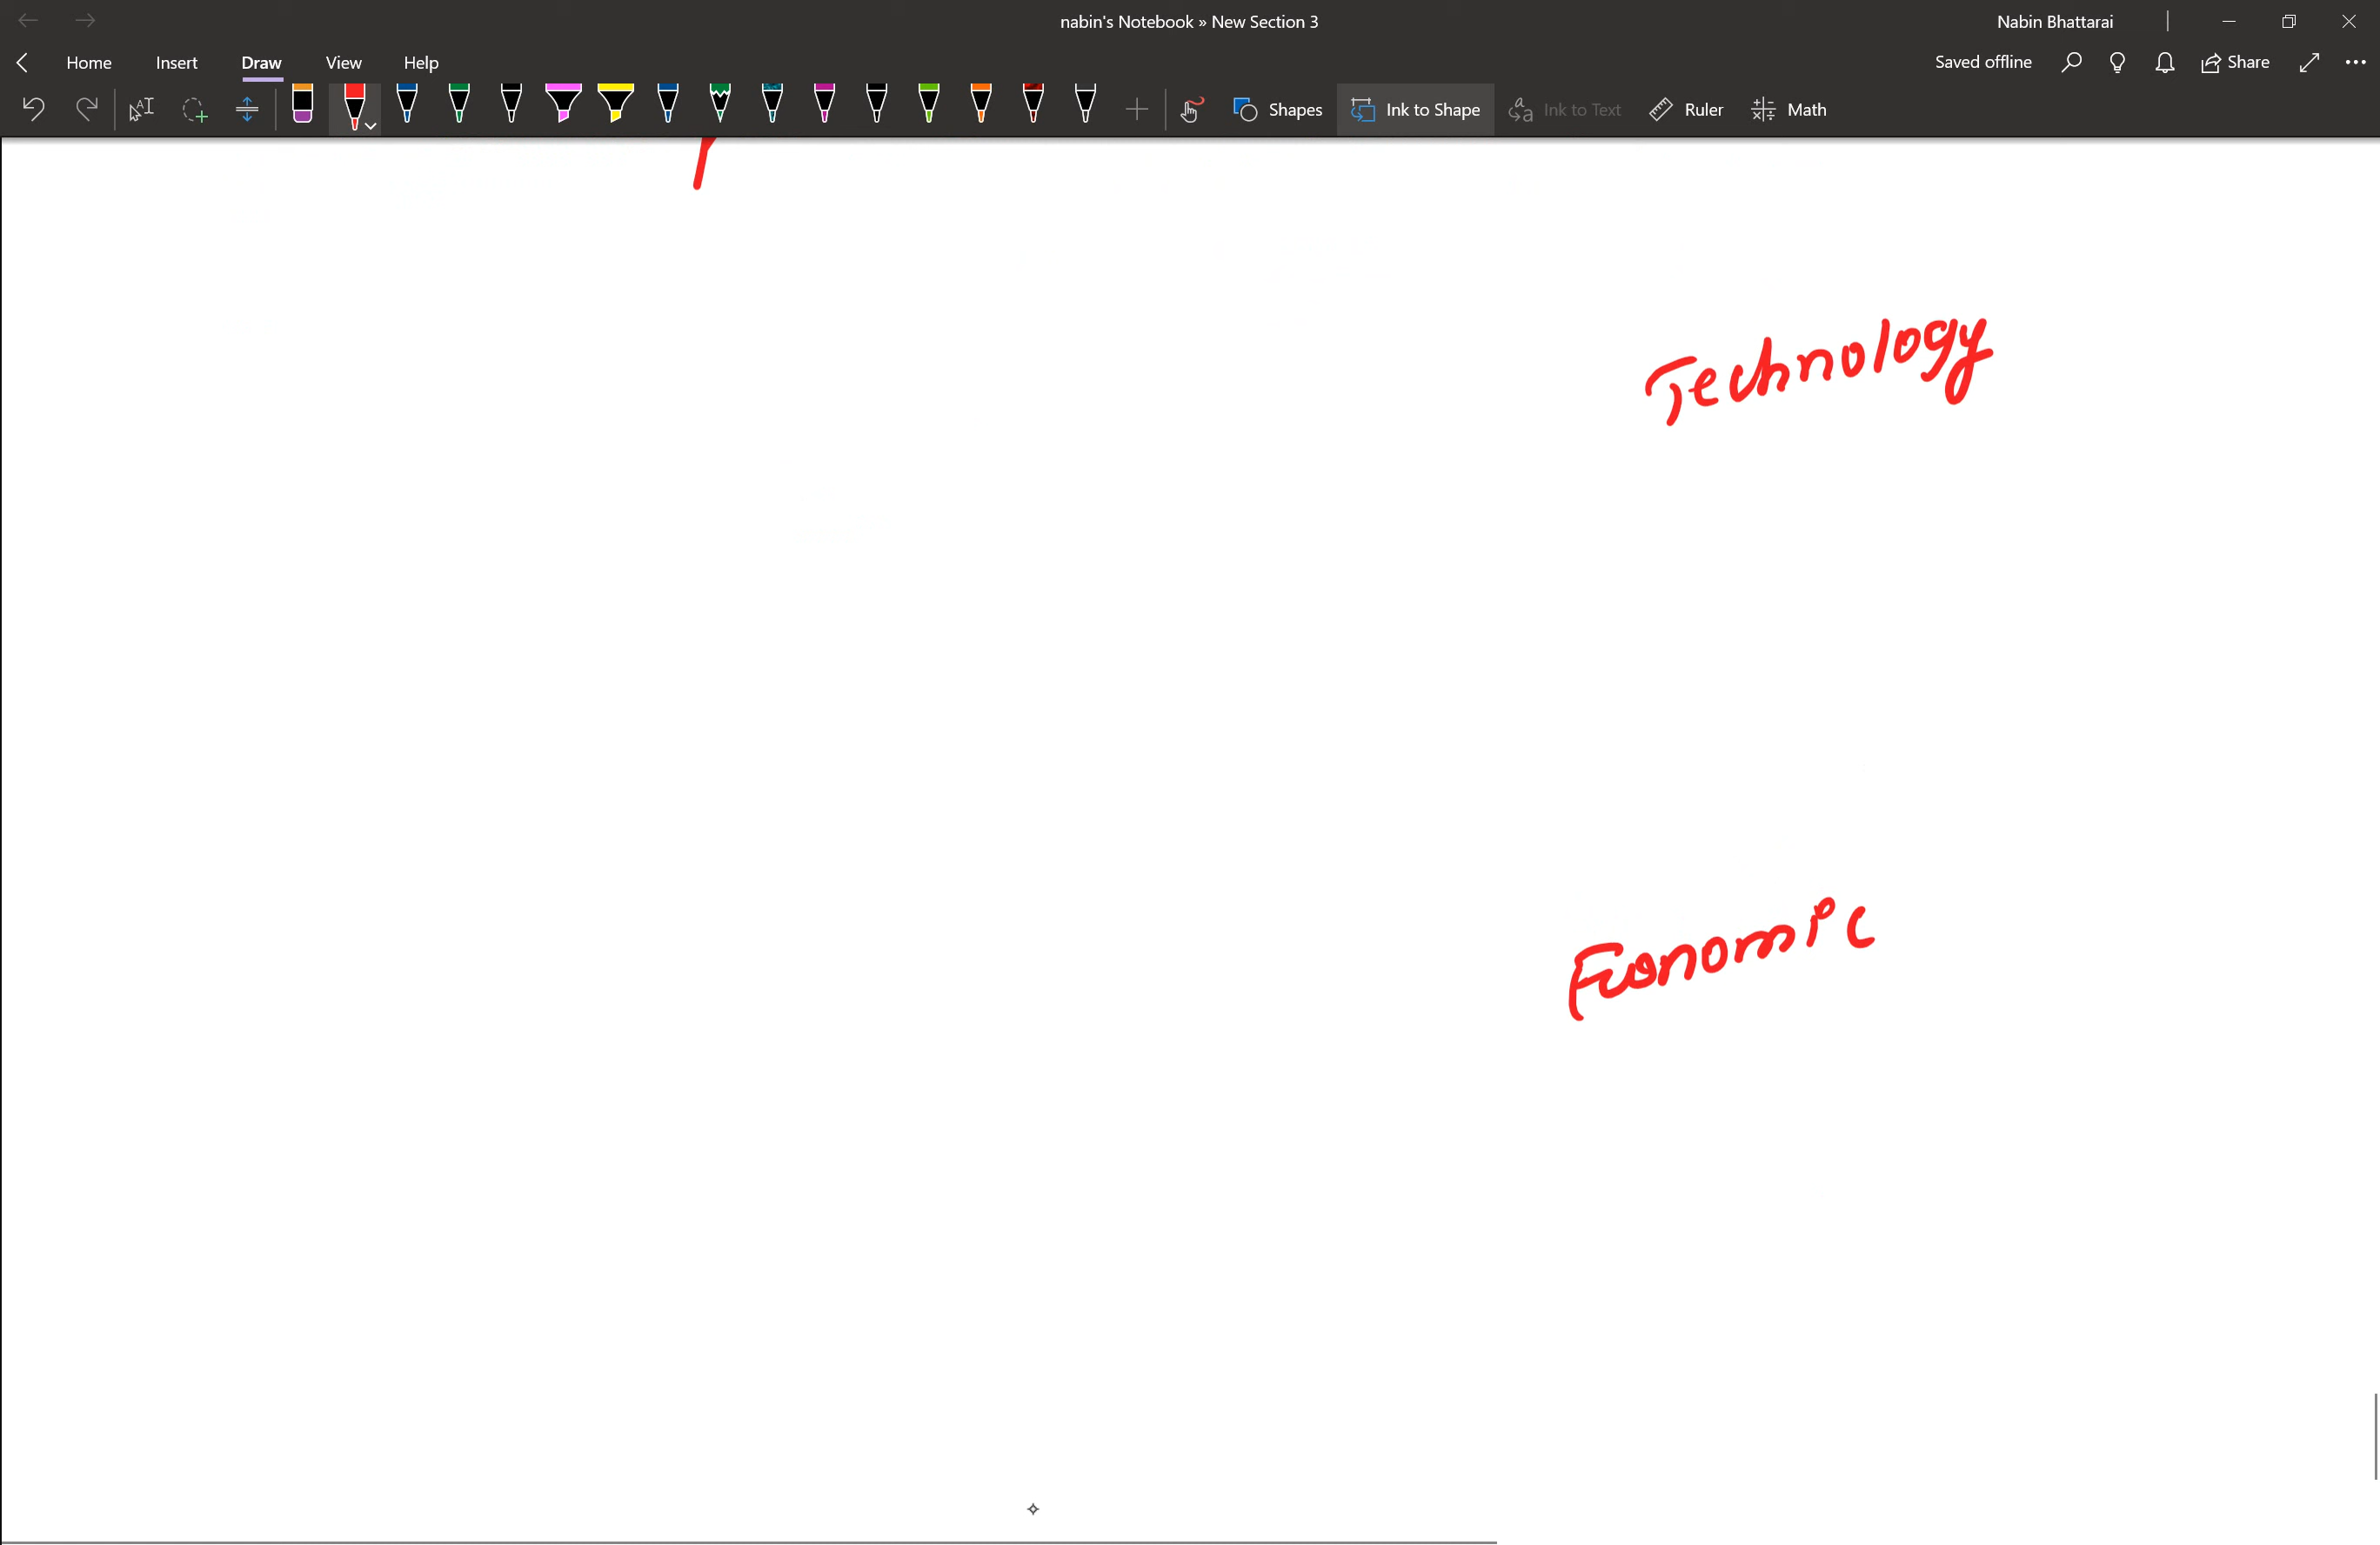 nabin's Notebook » New Section 3
Nabin Bhattarai
Home Insert Draw View Help
Saved offline
Share
Shapes
Ink to Shape
Ink to Text
Ruler
Math
Technology
Economic